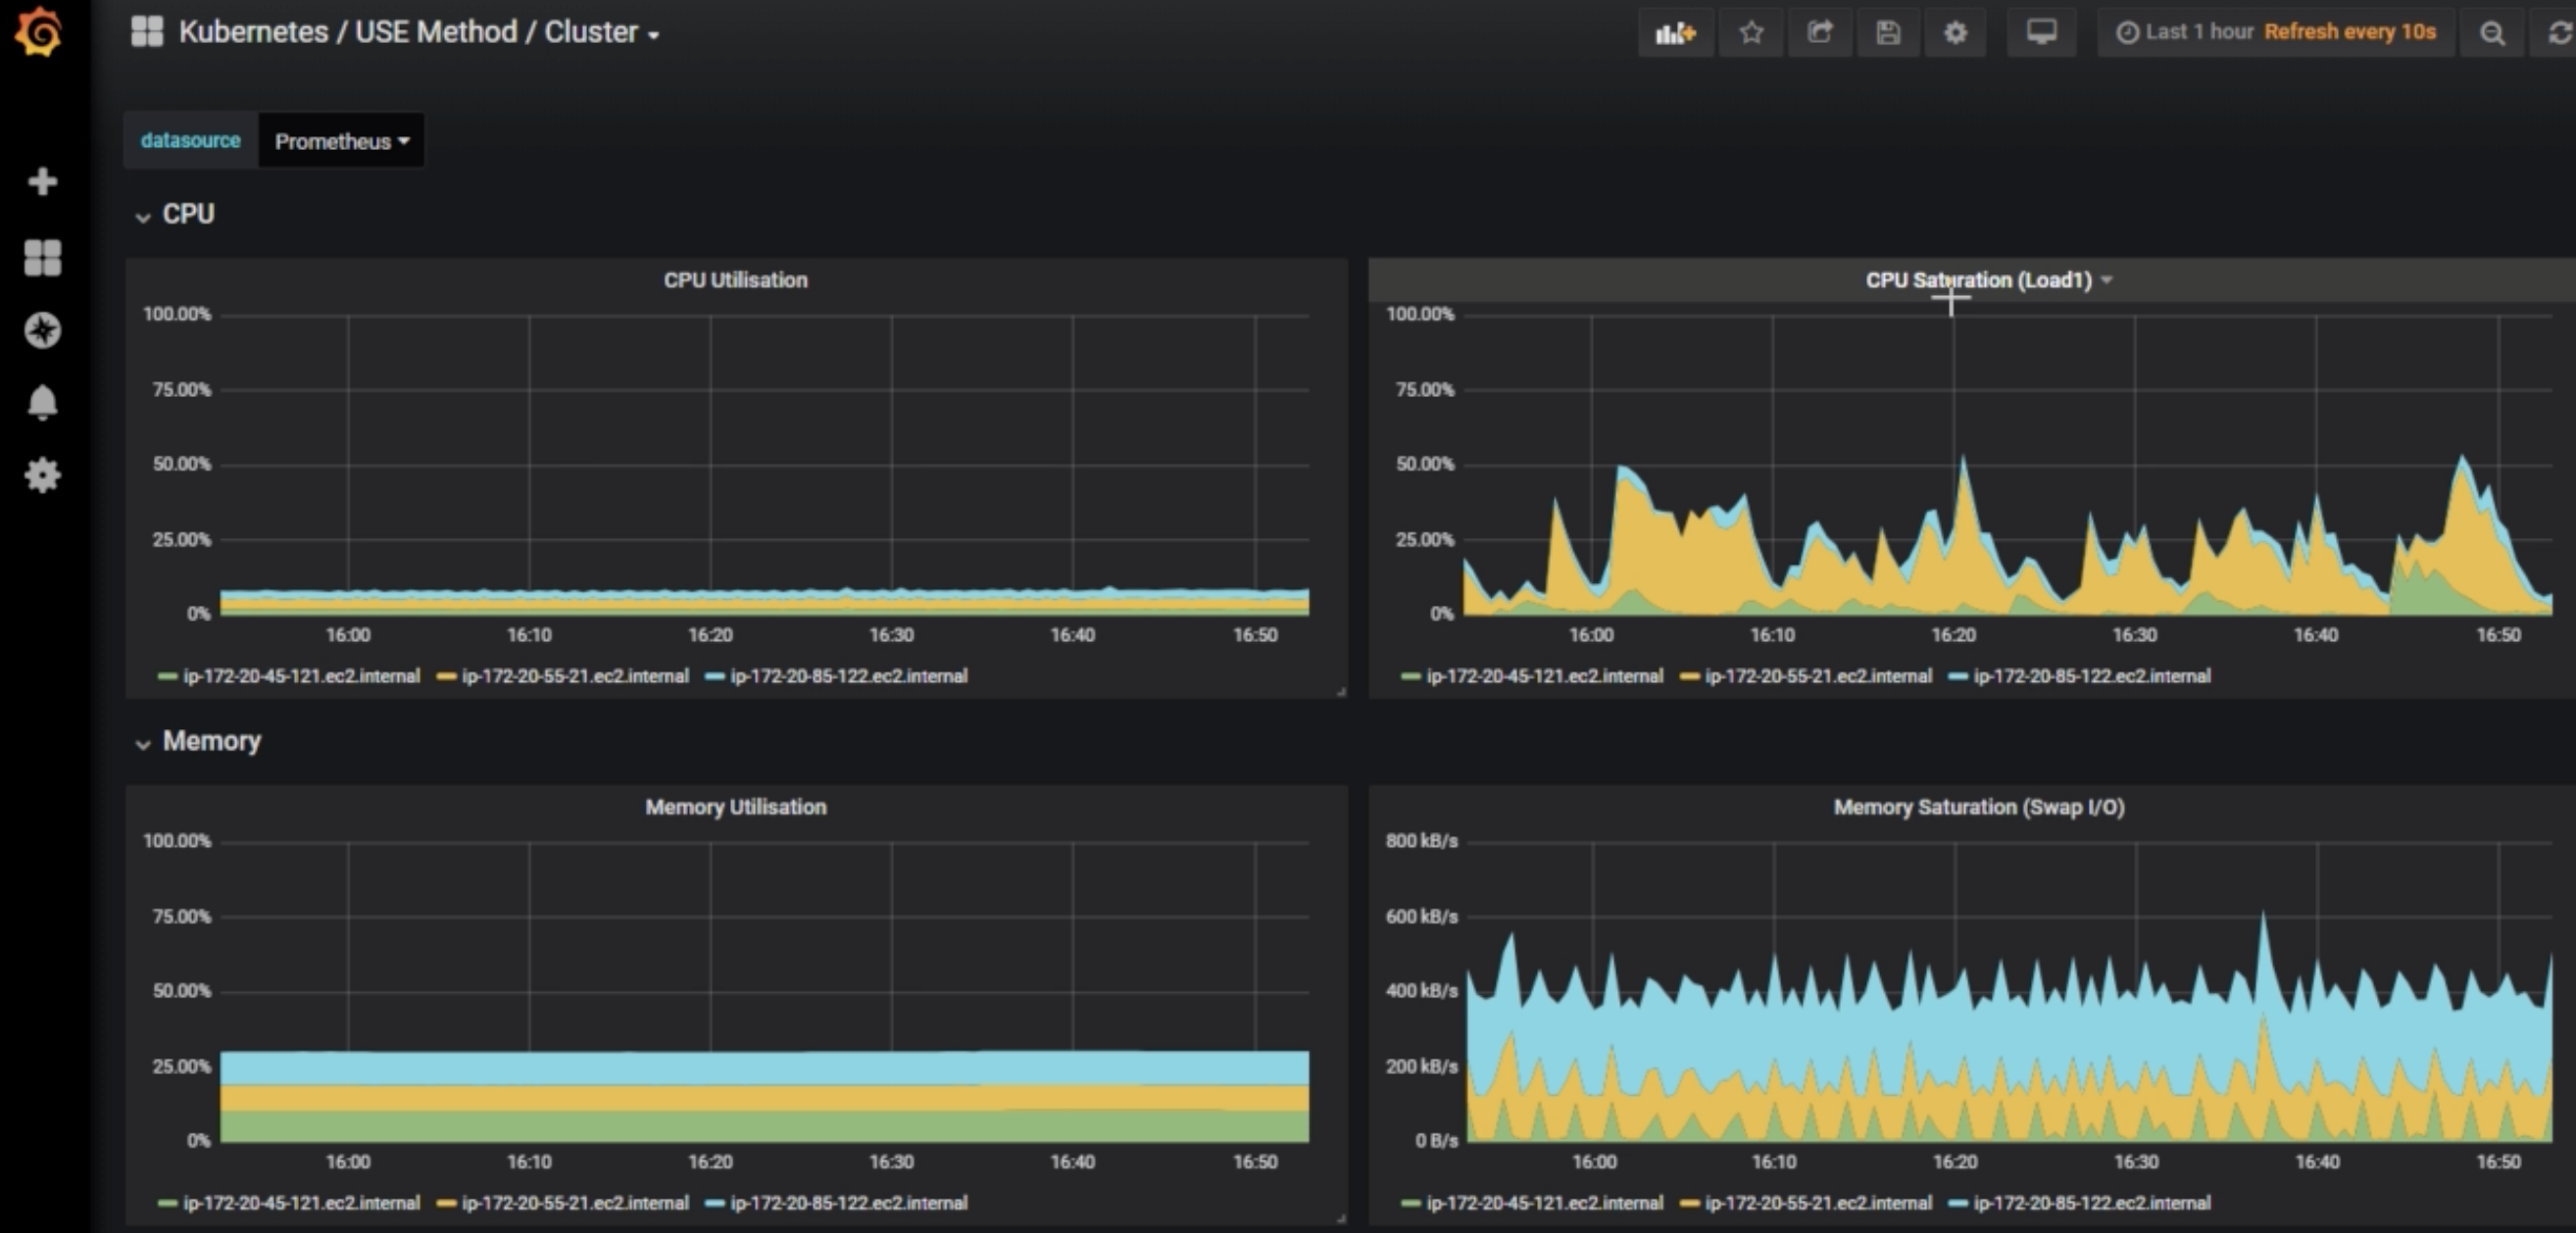 Kubernetes / USE Method / Cluster
Last 1 hour Refresh every 10s
datasource Prometheus
CPU
CPU Utilisation
100.00%
75.00%
50.00%
25.00%
0%
16:00 16:10 16:20 16:30 16:40 16:50
ip-172-20-45-121.ec2.internal ip-172-20-55-21.ec2.internal ip-172-20-85-122.ec2.internal
CPU Saturation (Load1)
100.00%
75.00%
50.00%
25.00%
0%
16:00 16:10 16:20 16:30 16:40 16:50
ip-172-20-45-121.ec2.internal ip-172-20-55-21.ec2.internal ip-172-20-85-122.ec2.internal
Memory
Memory Utilisation
100.00%
75.00%
50.00%
25.00%
0%
16:00 16:10 16:20 16:30 16:40 16:50
ip-172-20-45-121.ec2.internal ip-172-20-55-21.ec2.internal ip-172-20-85-122.ec2.internal
Memory Saturation (Swap I/O)
800 kB/s
600 kB/s
400 kB/s
200 kB/s
0 B/s
16:00 16:10 16:20 16:30 16:40 16:50
ip-172-20-45-121.ec2.internal ip-172-20-55-21.ec2.internal ip-172-20-85-122.ec2.internal